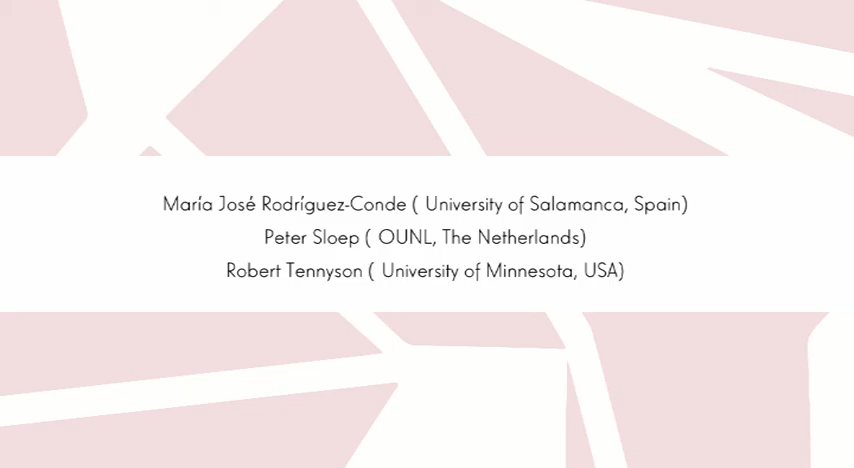 María José Rodríguez-Conde ( University of Salamanca, Spain)
Peter Sloep ( OUNL, The Netherlands)
Robert Tennyson ( University of Minnesota, USA)